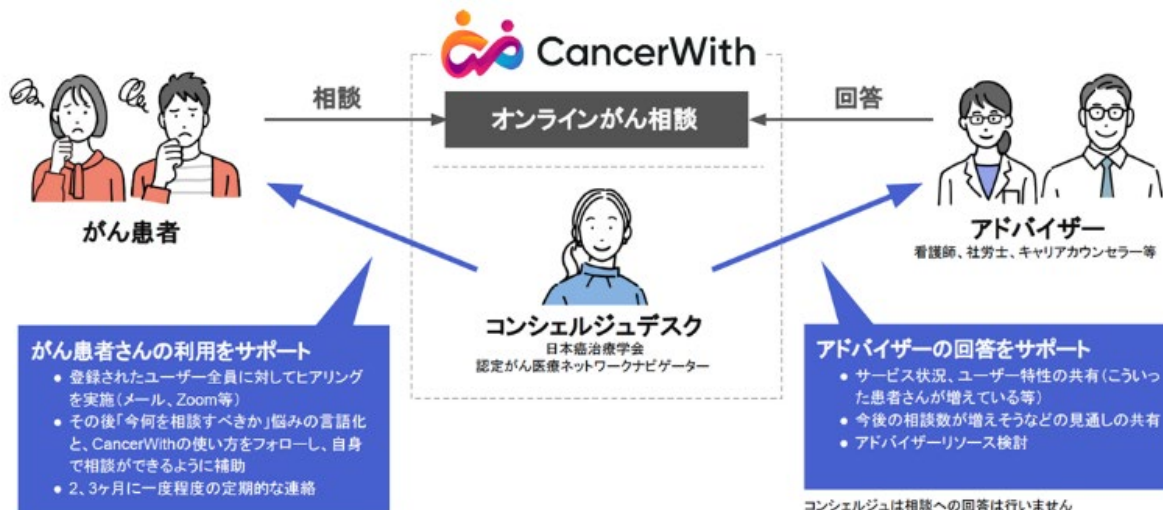 CancerWith
相談
オンラインがん相談
回答
がん患者
アドバイザー
看護師、社労士、キャリアカウンセラー等
コンシェルジュデスク
日本癌治療学会
認定がん医療ネットワークナビゲーター
がん患者さんの利用をサポート
● 登録されたユーザー全員に対してヒアリング
を実施(メール、Zoom等)
● その後「今何を相談すべきか」悩みの言語化
と、CancerWithの使い方をフォローし、自身
で相談ができるように補助
● 2、3ヶ月に一度程度の定期的な連絡
アドバイザーの回答をサポート
● サービス状況、ユーザー特性の共有(こういっ
た患者さんが増えている等)
● 今後の相談数が増えそうなどの見通しの共有
● アドバイザーリソース検討
コンシェルジュは相談への回答は行いません